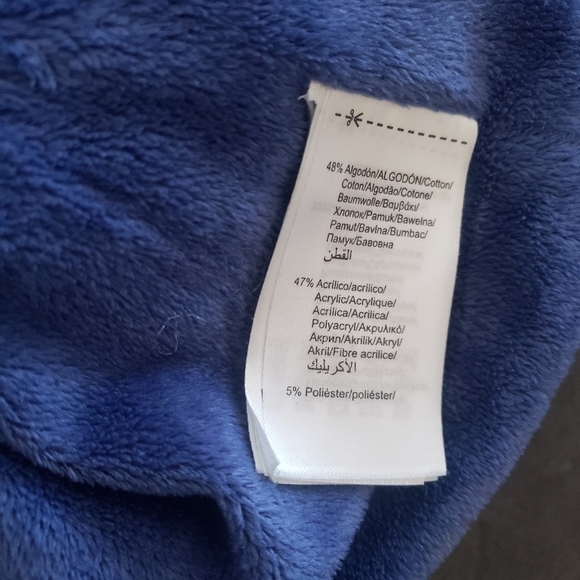 48% Algodón/ALGODÓN/Cotton/
Coton/Algodão/Cotone/
Baumwolle/Βαμβάκι/
Хлопок/Pamuk/Bawełna/
Pamut/Bavlna/Bumbac/
Памук/Бавовна
القطن
47% Acrílico/acrílico/
Acrylic/Acrylique/
Acrílica/Acrilica/
Polyacryl/Ακρυλικό/
Акрил/Akrilik/Akryl/
Akril/Fibre acrilice/
الأكريليك
5% Poliéster/poliéster/